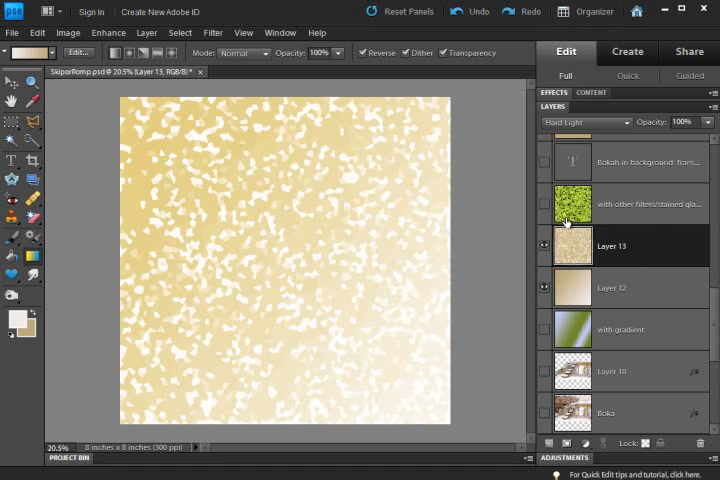 pse Sign In Create New Adobe ID Reset Panels Undo Redo Organizer
File Edit Image Enhance Layer Select Filter View Window Help
Edit... Mode: Normal Opacity: 100% Reverse Dither Transparency
Edit Create Share
SkiporRomp.psd @ 20.5% (Layer 13, RGB/8) * ×
Full Quick Guided
EFFECTS CONTENT
LAYERS
Hard Light Opacity: 100%
Bokah in background fram...
with other filters/stained gla...
Layer 13
Layer 12
with gradient
Layer 10
Boka
Lock:
20.5% 8 inches x 8 inches (300 ppi)
PROJECT BIN
ADJUSTMENTS
For Quick Edit tips and tutorial, click here.